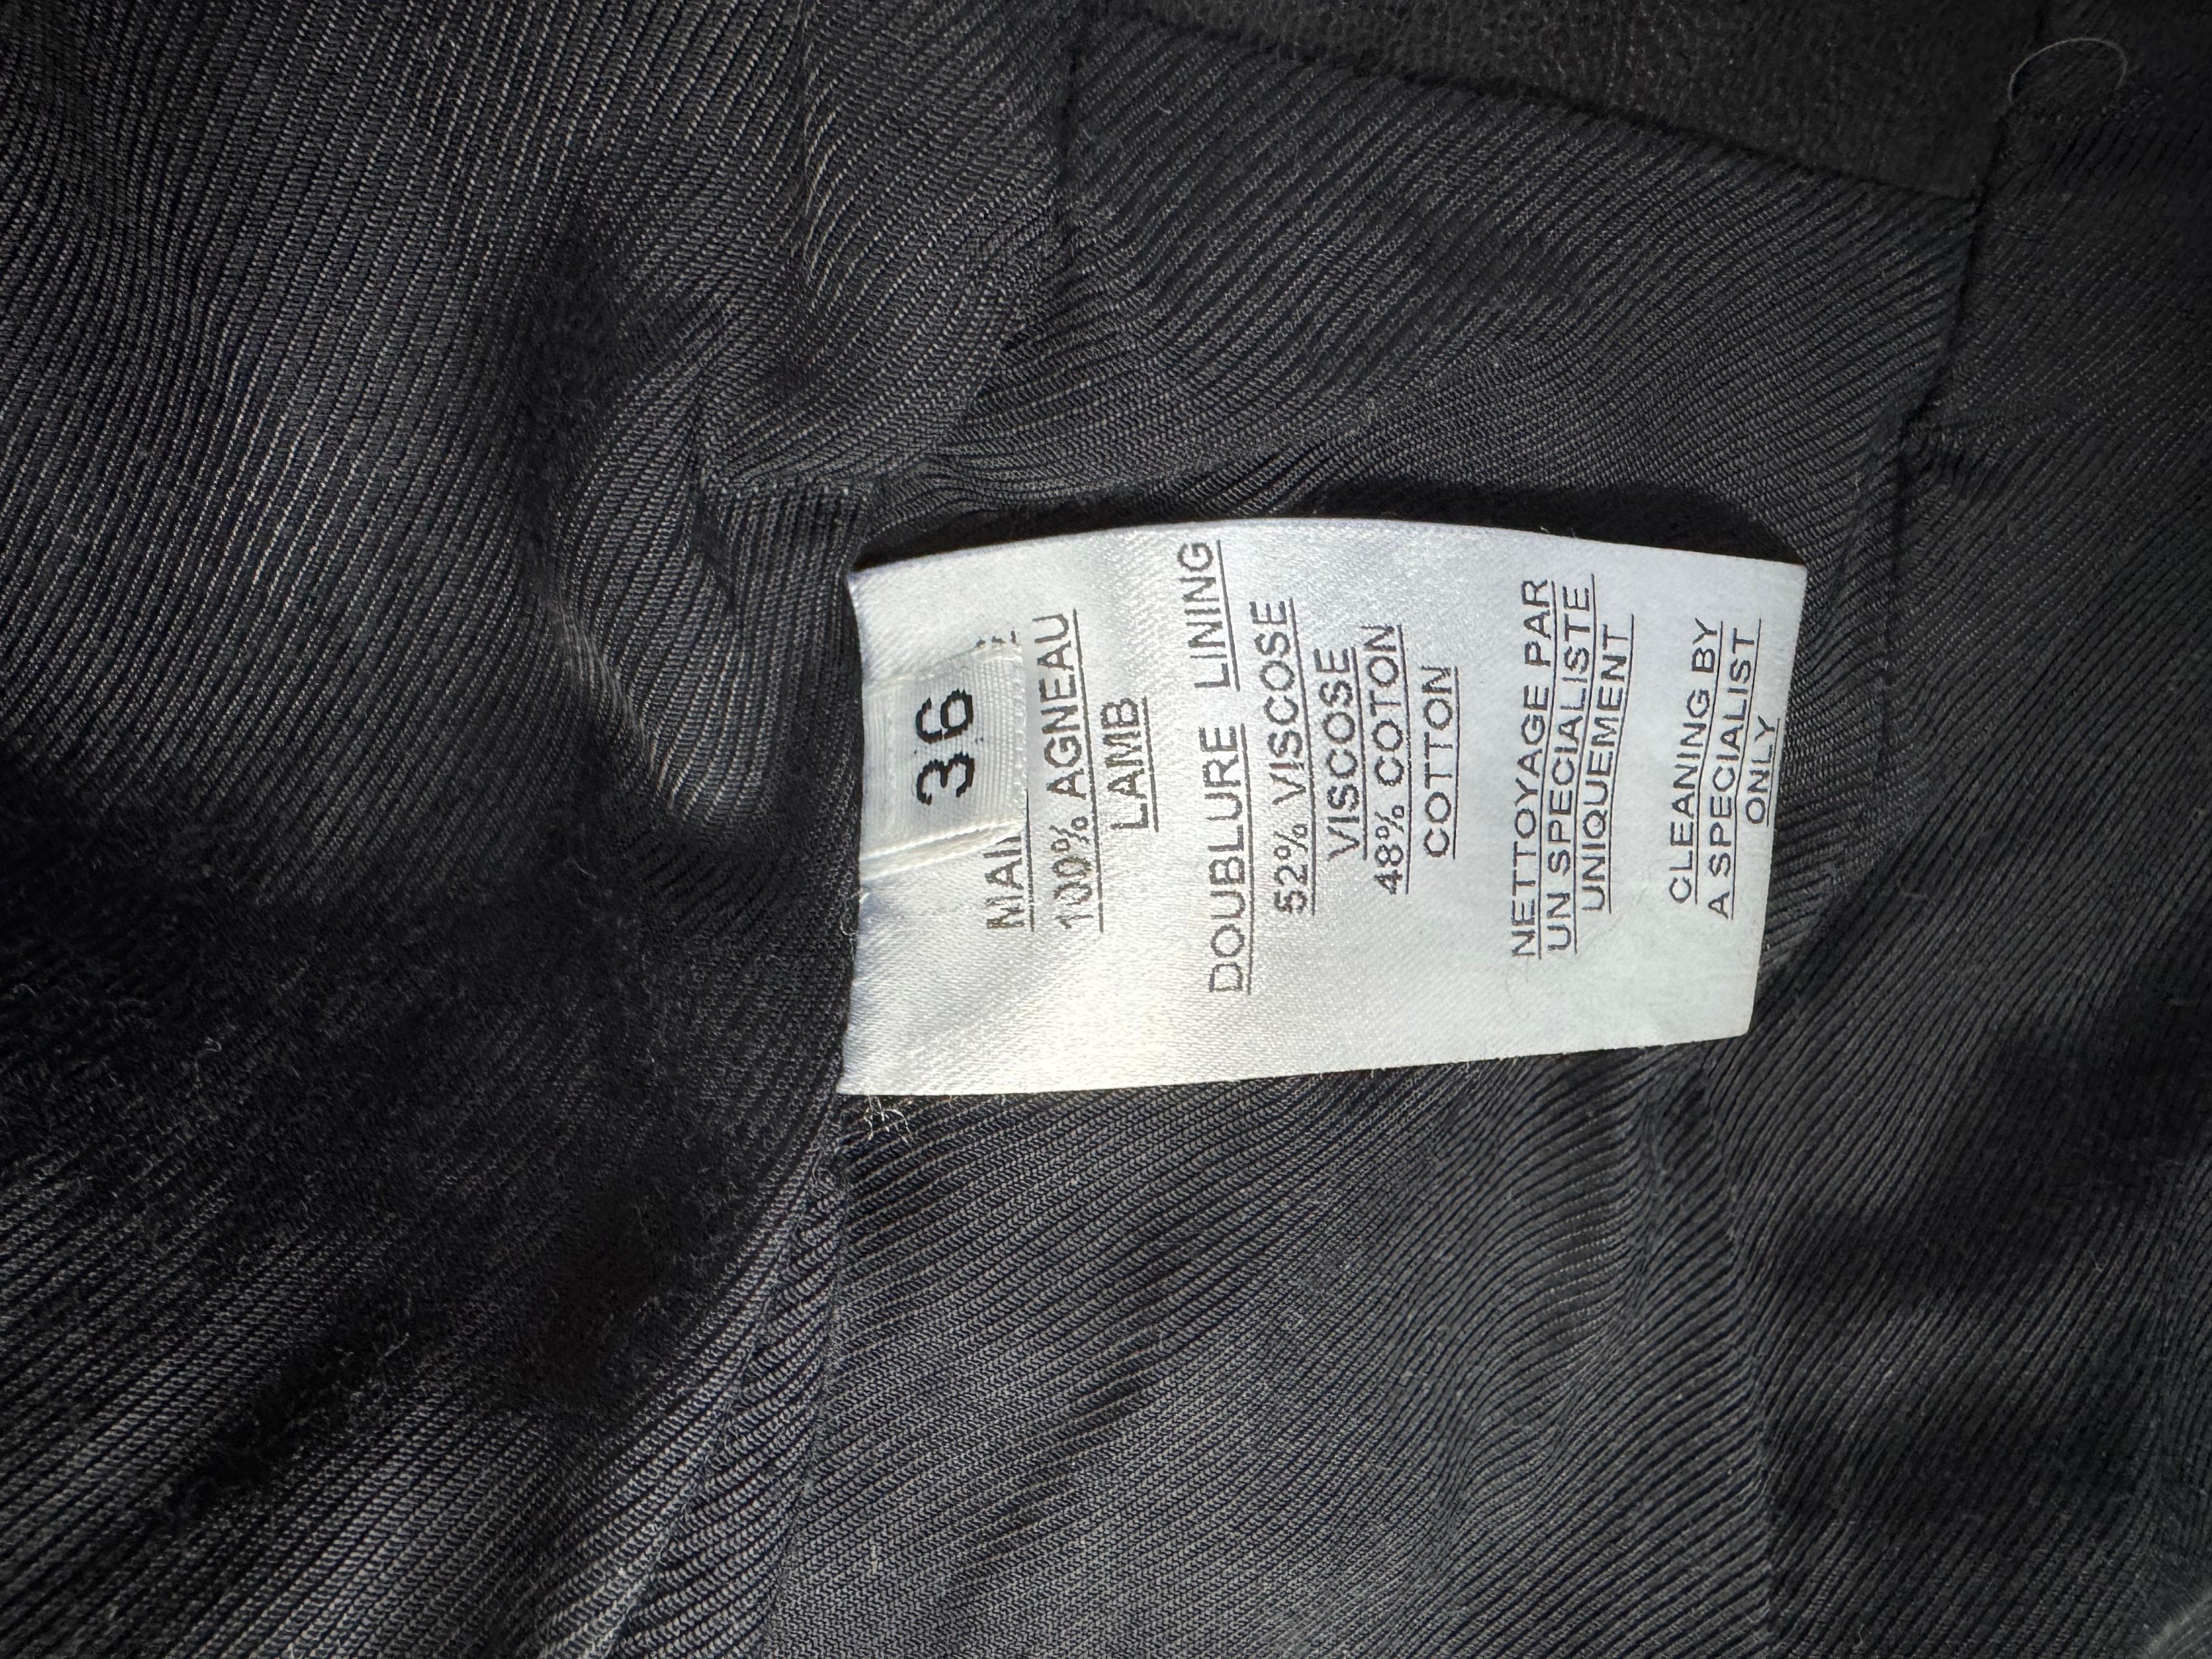 36
100% AGNEAU
LAMB
DOUBLURE LINING
52% VISCOSE
VISCOSE
48% COTON
COTTON
NETTOYAGE PAR
UN SPECIALISTE
UNIQUEMENT
CLEANING BY
A SPECIALIST
ONLY